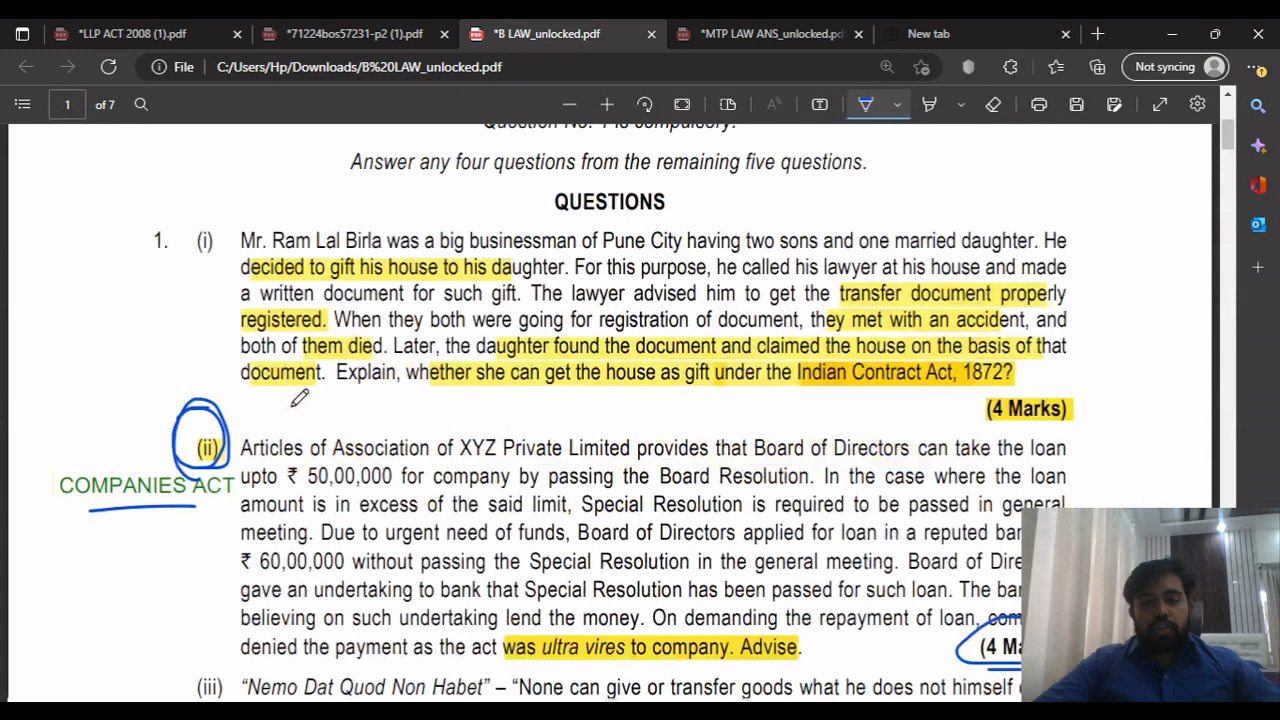 *LLP ACT 2008 (1).pdf
*71224bos57231-p2 (1).pdf
*B LAW_unlocked.pdf
*MTP LAW ANS_unlocked.pdf
New tab
File C:/Users/Hp/Downloads/B%20LAW_unlocked.pdf
Not syncing
1 of 7
Answer any four questions from the remaining five questions.
QUESTIONS
1. (i) Mr. Ram Lal Birla was a big businessman of Pune City having two sons and one married daughter. He
decided to gift his house to his daughter. For this purpose, he called his lawyer at his house and made
a written document for such gift. The lawyer advised him to get the transfer document properly
registered. When they both were going for registration of document, they met with an accident, and
both of them died. Later, the daughter found the document and claimed the house on the basis of that
document. Explain, whether she can get the house as gift under the Indian Contract Act, 1872?
(4 Marks)
(ii) Articles of Association of XYZ Private Limited provides that Board of Directors can take the loan
COMPANIES ACT
upto ₹ 50,00,000 for company by passing the Board Resolution. In the case where the loan
amount is in excess of the said limit, Special Resolution is required to be passed in general
meeting. Due to urgent need of funds, Board of Directors applied for loan in a reputed
₹ 60,00,000 without passing the Special Resolution in the general meeting. Board of
gave an undertaking to bank that Special Resolution has been passed for such loan. The
believing on such undertaking lend the money. On demanding the repayment of loan,
denied the payment as the act was ultra vires to company. Advise. (4
(iii) “Nemo Dat Quod Non Habet” – “None can give or transfer goods what he does not himself